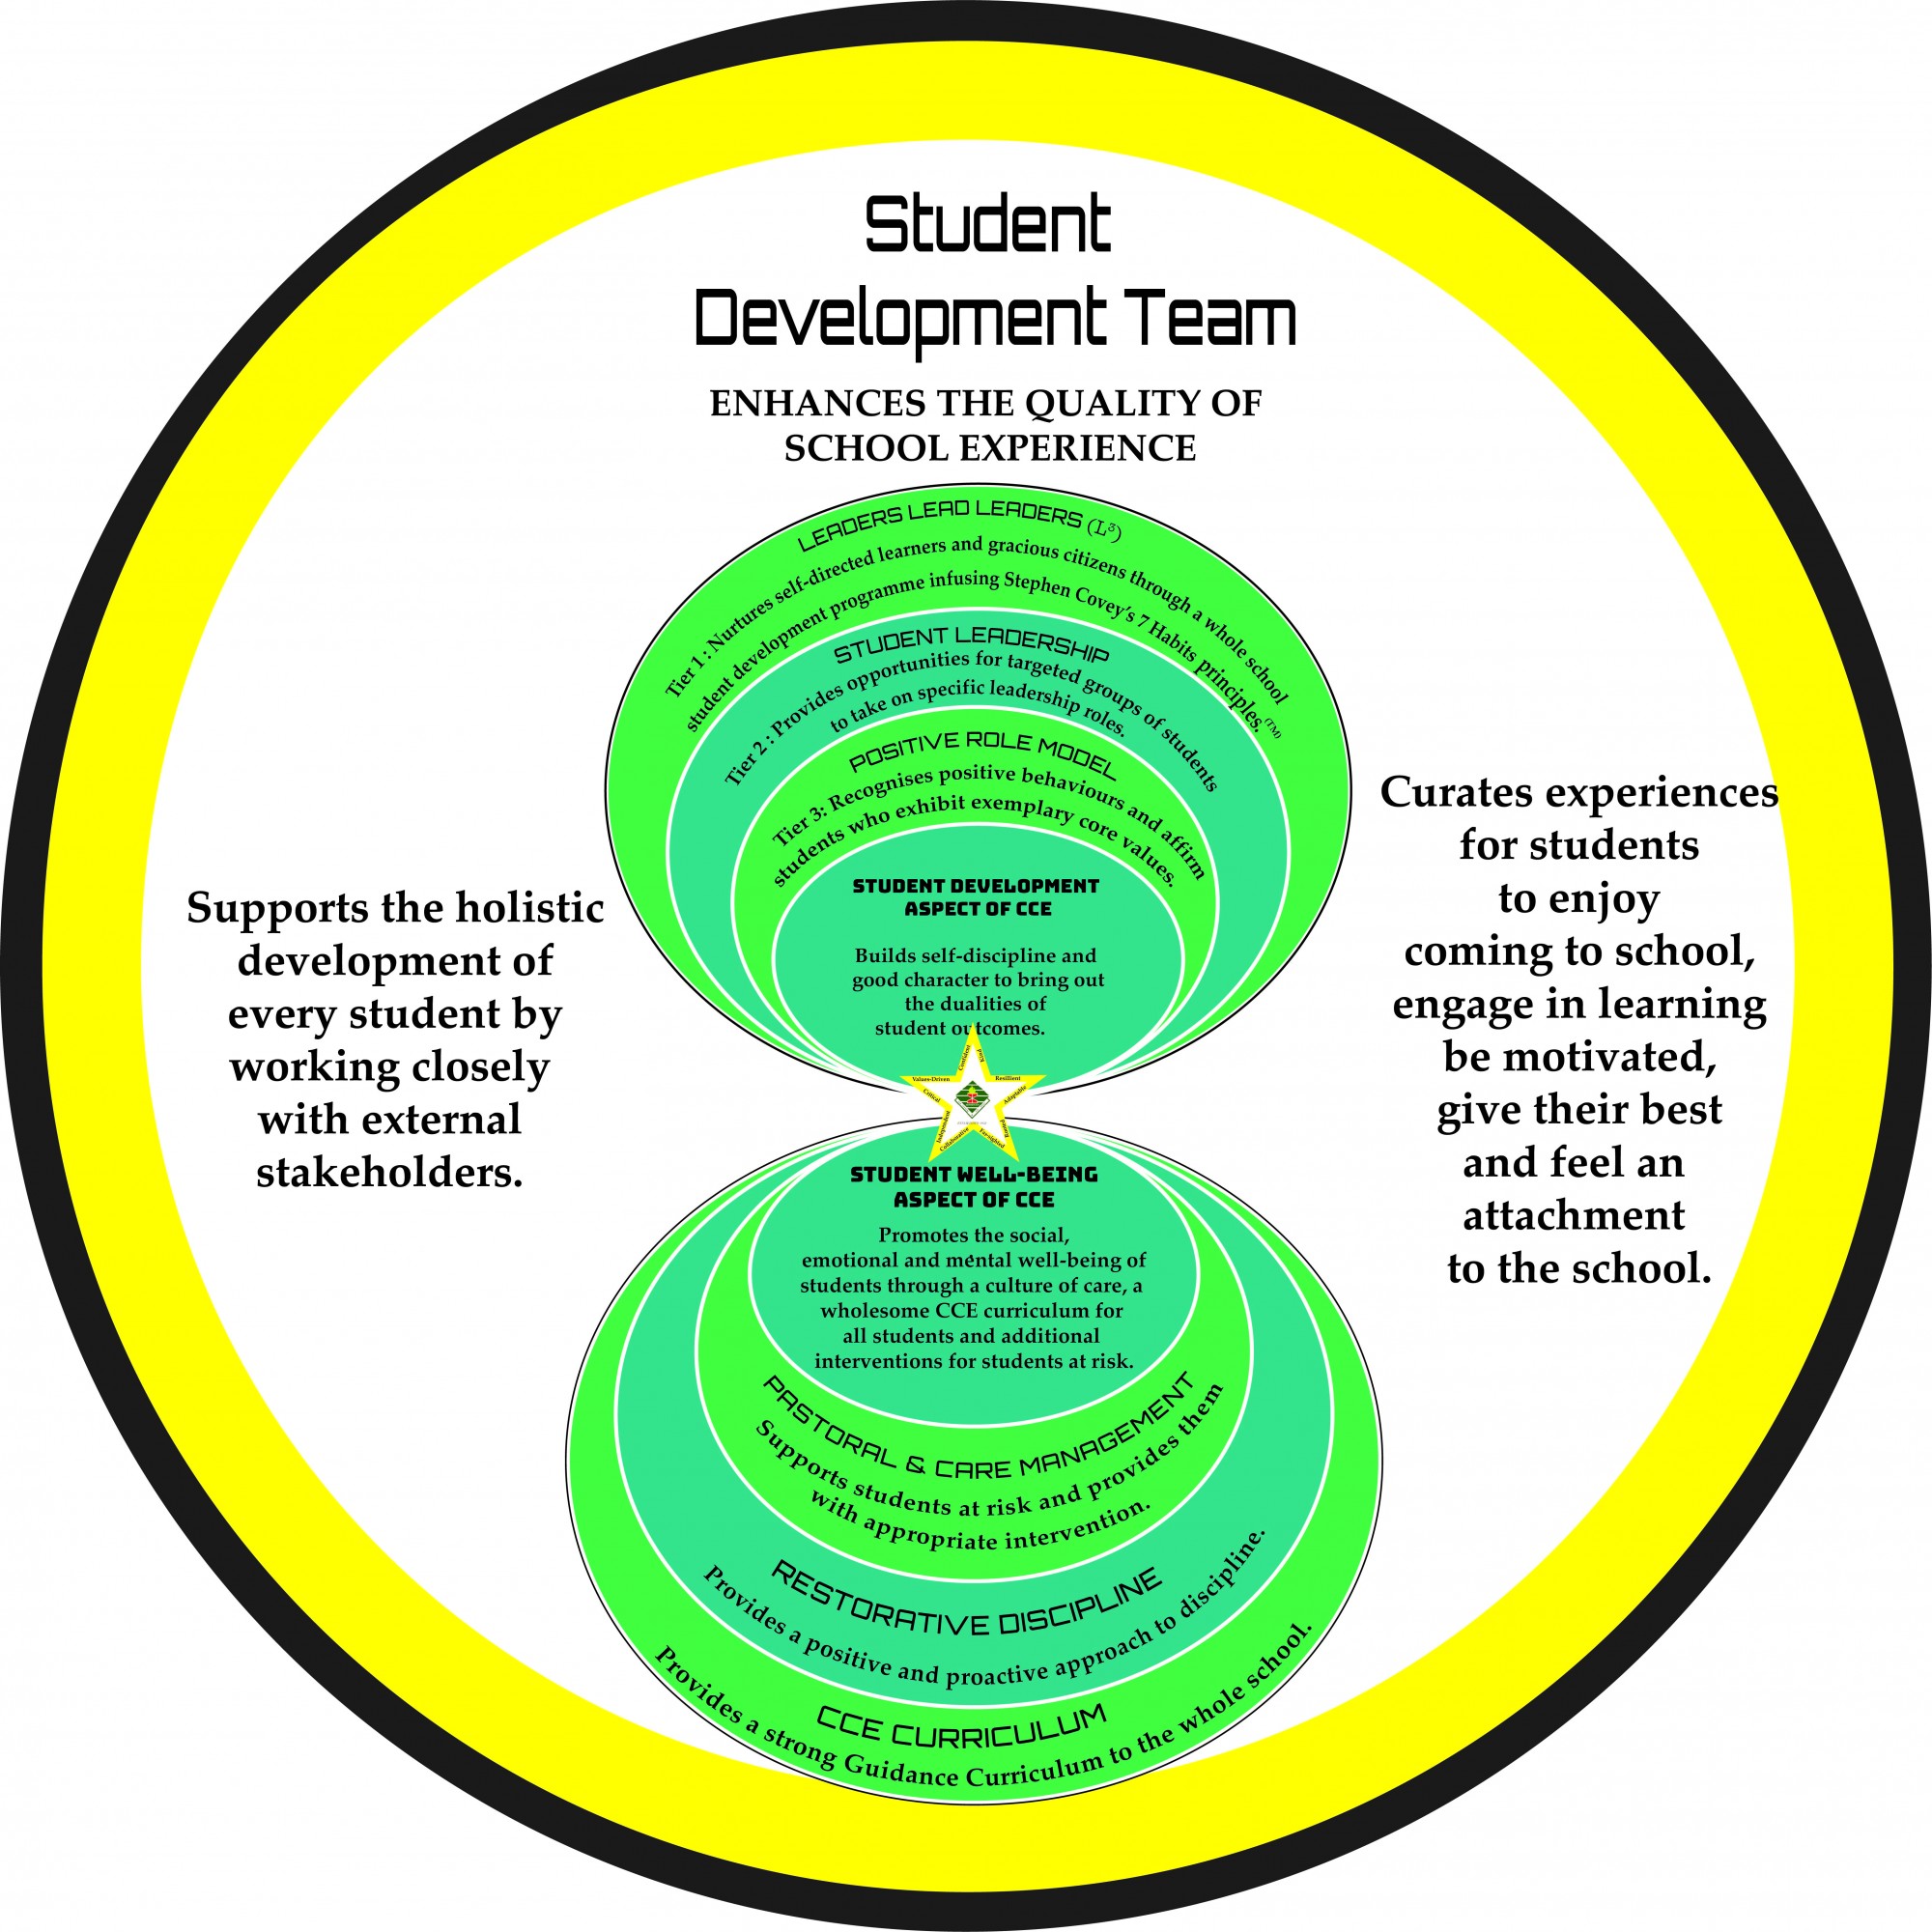 Student
Development Team
ENHANCES THE QUALITY OF
SCHOOL EXPERIENCE
LEADERS LEAD LEADERS (L³)
Tier 1 : Nurtures self-directed learners and gracious citizens through a whole school
student development programme infusing Stephen Covey's 7 Habits principles.(TM)
STUDENT LEADERSHIP
Tier 2 : Provides opportunities for targeted groups of students
to take on specific leadership roles.
POSITIVE ROLE MODEL
Tier 3: Recognises positive behaviours and affirm
students who exhibit exemplary core values.
STUDENT DEVELOPMENT
ASPECT OF CCE
Builds self-discipline and
good character to bring out
the dualities of
student outcomes.
Supports the holistic
development of
every student by
working closely
with external
stakeholders.
Curates experiences
for students
to enjoy
coming to school,
engage in learning
be motivated,
give their best
and feel an
attachment
to the school.
Confident
Kind
Values-Driven
Resilient
Critical
Adaptable
Independent
Collaborative
Farsighted
STUDENT WELL-BEING
ASPECT OF CCE
Promotes the social,
emotional and mental well-being of
students through a culture of care, a
wholesome CCE curriculum for
all students and additional
interventions for students at risk.
PASTORAL & CARE MANAGEMENT
Supports students at risk and provides them
with appropriate intervention.
RESTORATIVE DISCIPLINE
Provides a positive and proactive approach to discipline.
CCE CURRICULUM
Provides a strong Guidance Curriculum to the whole school.